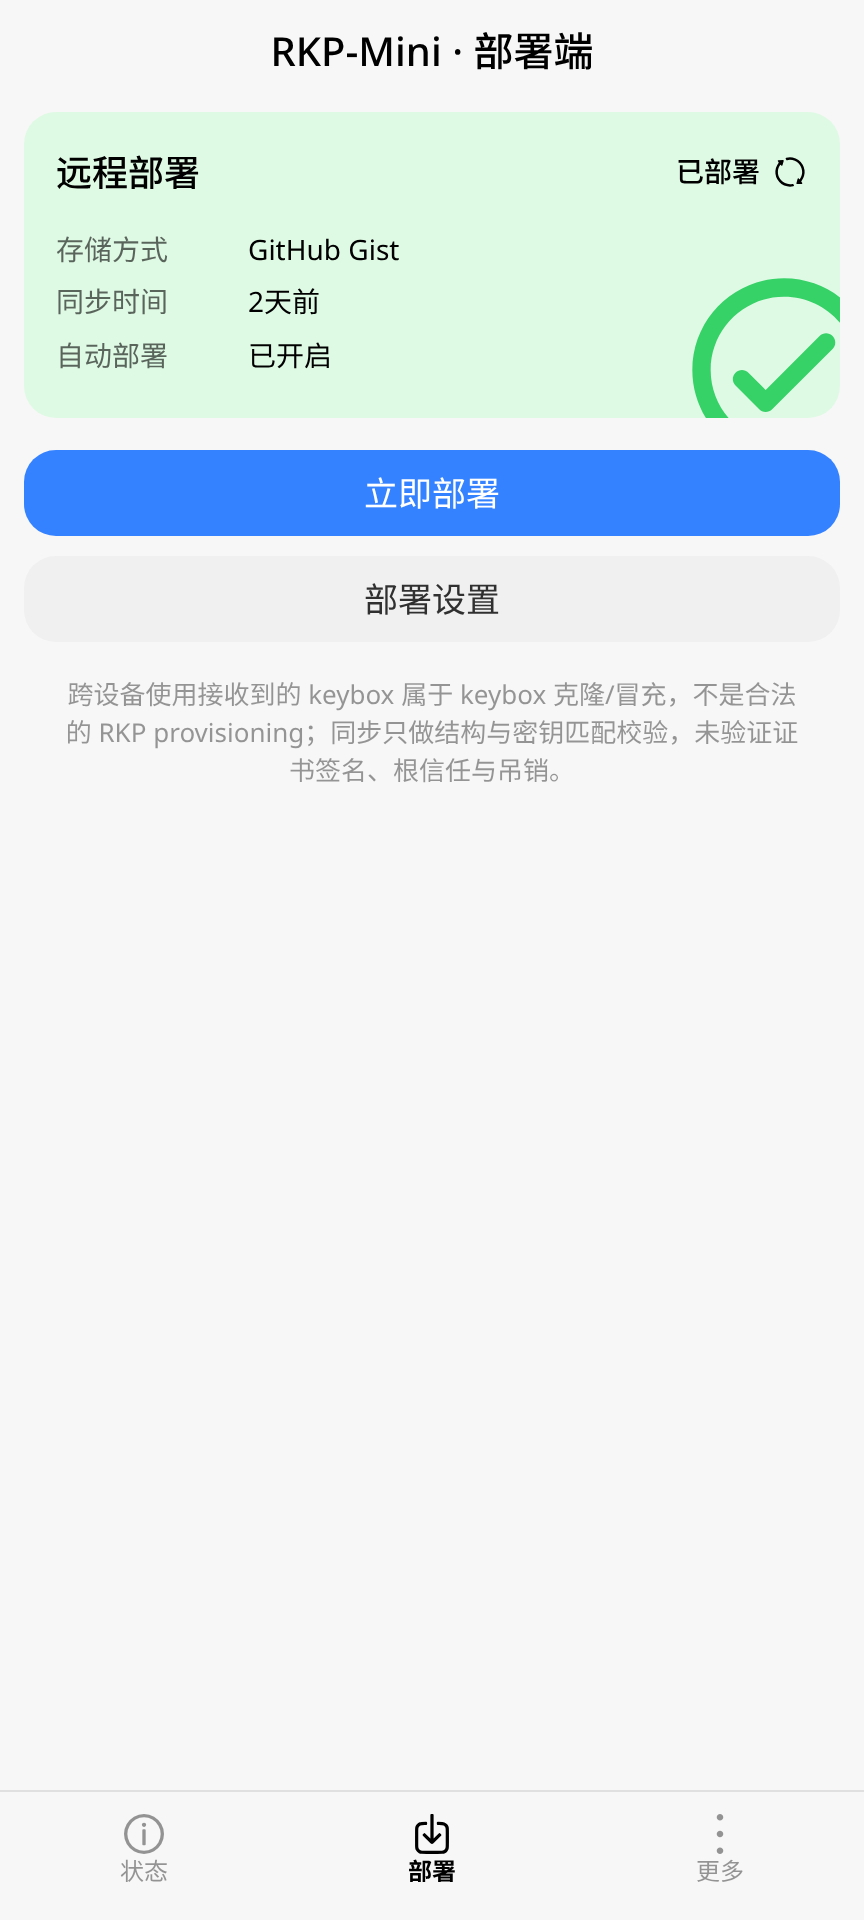 RKP-Mini · 部署端
远程部署
已部署
存储方式 GitHub Gist
同步时间 2天前
自动部署 已开启
立即部署
部署设置
跨设备使用接收到的 keybox 属于 keybox 克隆/冒充，不是合法
的 RKP provisioning；同步只做结构与密钥匹配校验，未验证证
书签名、根信任与吊销。
状态
部署
更多